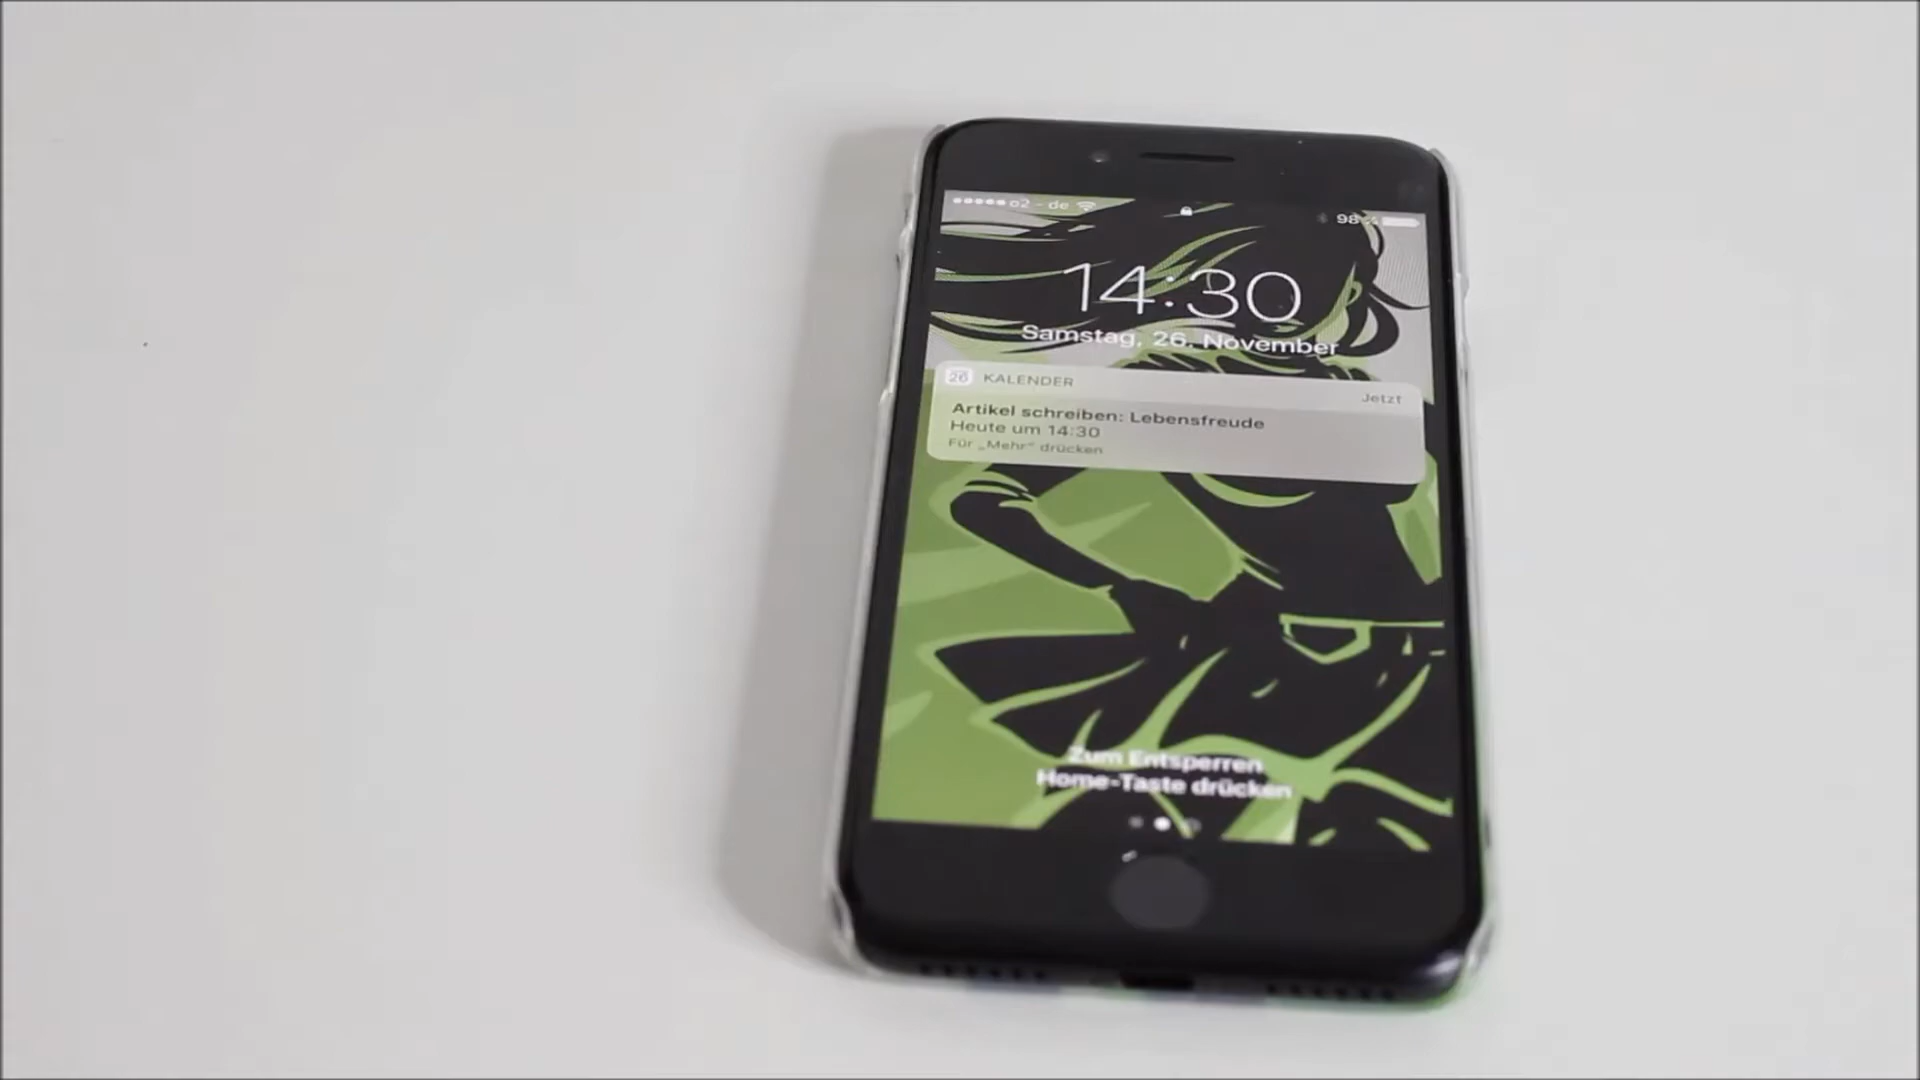 o2 - de
98 %
14:30
Samstag, 26. November
26 KALENDER
Jetzt
Artikel schreiben: Lebensfreude
Heute um 14:30
Für „Mehr“ drücken
Zum Entsperren
Home-Taste drücken